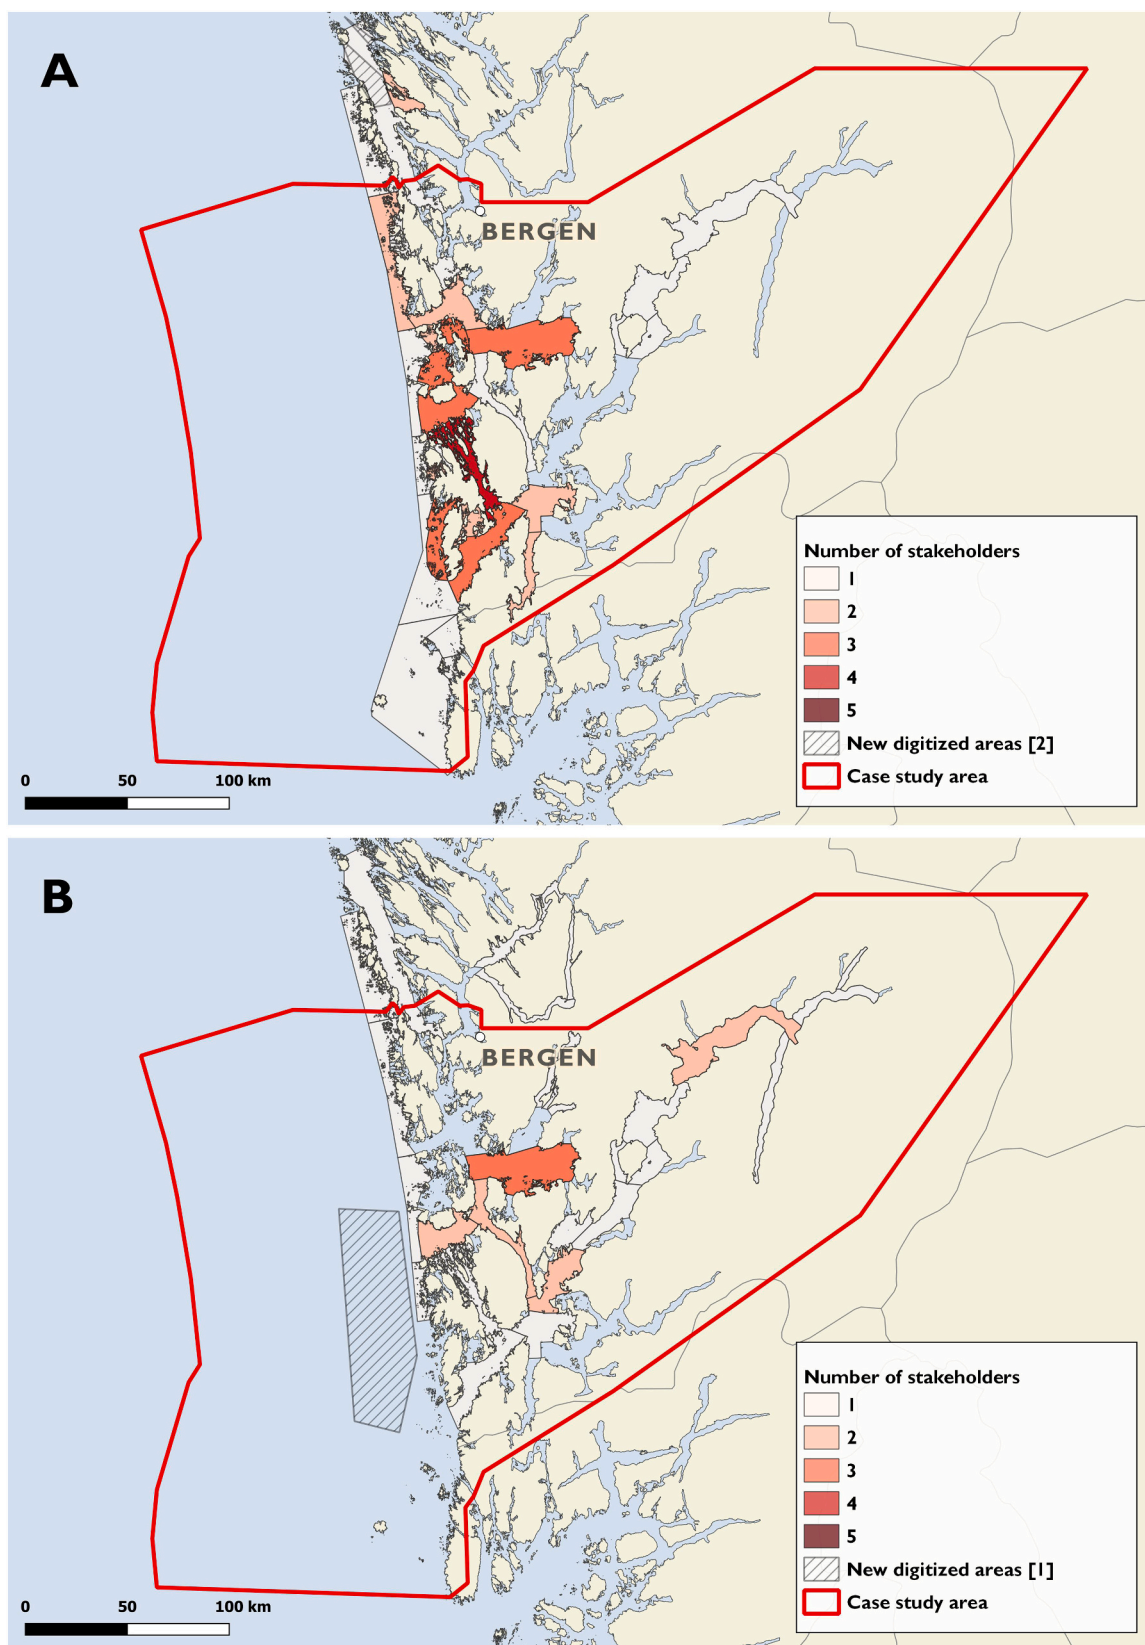 A
BERGEN
Number of stakeholders
1
2
3
4
5
New digitized areas [2]
Case study area
0 50 100 km
B
BERGEN
Number of stakeholders
1
2
3
4
5
New digitized areas [1]
Case study area
0 50 100 km